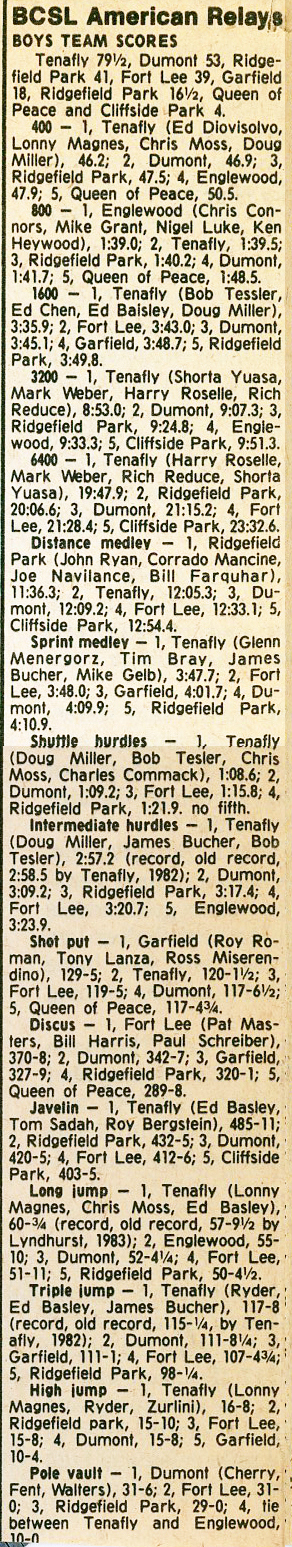 BCSL American Relays
BOYS TEAM SCORES
Tenafly 79½, Dumont 53, Ridge-
field Park 41, Fort Lee 39, Garfield
18, Ridgefield Park 16½, Queen of
Peace and Cliffside Park 4.
400 — 1, Tenafly (Ed Diovisolvo,
Lonny Magnes, Chris Moss, Doug
Miller), 46.2; 2, Dumont, 46.9; 3,
Ridgefield Park, 47.5; 4, Englewood,
47.9; 5, Queen of Peace, 50.5.
800 — 1, Englewood (Chris Con-
nors, Mike Grant, Nigel Luke, Ken
Heywood), 1:39.0; 2, Tenafly, 1:39.5;
3, Ridgefield Park, 1:40.2; 4, Dumont,
1:41.7; 5, Queen of Peace, 1:48.5.
1600 — 1, Tenafly (Bob Tessler,
Ed Chen, Ed Baisley, Doug Miller),
3:35.9; 2, Fort Lee, 3:43.0; 3, Dumont,
3:45.1; 4, Garfield, 3:48.7; 5, Ridgefield
Park, 3:49.8.
3200 — 1, Tenafly (Shorta Yuasa,
Mark Weber, Harry Roselle, Rich
Reduce), 8:53.0; 2, Dumont, 9:07.3; 3,
Ridgefield Park, 9:24.8; 4, Engle-
wood, 9:33.3; 5, Cliffside Park, 9:51.3.
6400 — 1, Tenafly (Harry Roselle,
Mark Weber, Rich Reduce, Shorta
Yuasa), 19:47.9; 2, Ridgefield Park,
20:06.6; 3, Dumont, 21:15.2; 4, Fort
Lee, 21:28.4; 5, Cliffside Park, 23:32.6.
Distance medley — 1, Ridgefield
Park (John Ryan, Corrado Mancine,
Joe Navilance, Bill Farquhar),
11:36.3; 2, Tenafly, 12:05.3; 3, Du-
mont, 12:09.2; 4, Fort Lee, 12:33.1; 5,
Cliffside Park, 12:54.4.
Sprint medley — 1, Tenafly (Glenn
Menergorz, Tim Bray, James
Bucher, Mike Gelb), 3:47.7; 2, Fort
Lee, 3:48.0; 3, Garfield, 4:01.7; 4, Du-
mont, 4:09.9; 5, Ridgefield Park,
4:10.9.
Shuttle hurdles — 1, Tenafly
(Doug Miller, Bob Tesler, Chris
Moss, Charles Commack), 1:08.6; 2,
Dumont, 1:09.2; 3, Fort Lee, 1:15.8; 4,
Ridgefield Park, 1:21.9. no fifth.
Intermediate hurdles — 1, Tenafly
(Doug Miller, James Bucher, Bob
Tesler), 2:57.2 (record, old record,
2:58.5 by Tenafly, 1982); 2, Dumont,
3:09.2; 3, Ridgefield Park, 3:17.4; 4,
Fort Lee, 3:20.7; 5, Englewood,
3:23.9.
Shot put — 1, Garfield (Roy Ro-
man, Tony Lanza, Ross Miseren-
dino), 129-5; 2, Tenafly, 120-1½; 3,
Fort Lee, 119-5; 4, Dumont, 117-6½;
5, Queen of Peace, 117-4¾.
Discus — 1, Fort Lee (Pat Mas-
ters, Bill Harris, Paul Schreiber),
370-8; 2, Dumont, 342-7; 3, Garfield,
327-9; 4, Ridgefield Park, 320-1; 5,
Queen of Peace, 289-8.
Javelin — 1, Tenafly (Ed Basley,
Tom Sadah, Roy Bergstein), 485-11;
2, Ridgefield Park, 432-5; 3, Dumont,
420-5; 4, Fort Lee, 412-6; 5, Cliffside
Park, 403-5.
Long jump — 1, Tenafly (Lonny
Magnes, Chris Moss, Ed Basley),
60-¾ (record, old record, 57-9½ by
Lyndhurst, 1983); 2, Englewood, 55-
10; 3, Dumont, 52-4¼; 4, Fort Lee,
51-11; 5, Ridgefield Park, 50-4½.
Triple jump — 1, Tenafly (Ryder,
Ed Basley, James Bucher), 117-8
(record, old record, 115-¼, by Ten-
afly, 1982); 2, Dumont, 111-8¼; 3,
Garfield, 111-1; 4, Fort Lee, 107-4¾;
5, Ridgefield Park, 98-¼.
High jump — 1, Tenafly (Lonny
Magnes, Ryder, Zurlini), 16-8; 2,
Ridgefield park, 15-10; 3, Fort Lee,
15-8; 4, Dumont, 15-8; 5, Garfield,
10-4.
Pole vault — 1, Dumont (Cherry,
Fent, Walters), 31-6; 2, Fort Lee, 31-
0; 3, Ridgefield Park, 29-0; 4, tie
between Tenafly and Englewood,
10-0